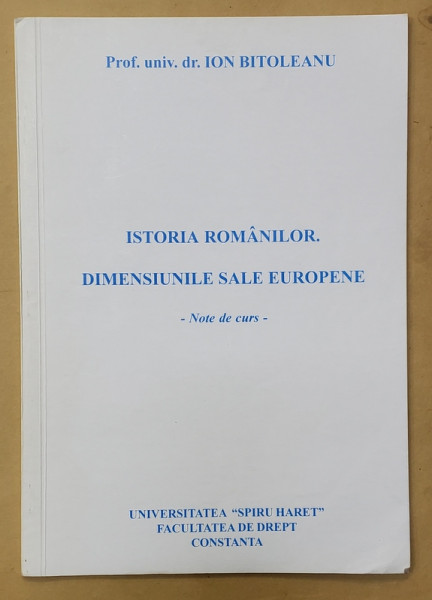 Prof. univ. dr. ION BITOLEANU
ISTORIA ROMÂNILOR.
DIMENSIUNILE SALE EUROPENE
- Note de curs -
UNIVERSITATEA “SPIRU HARET”
FACULTATEA DE DREPT
CONSTANTA